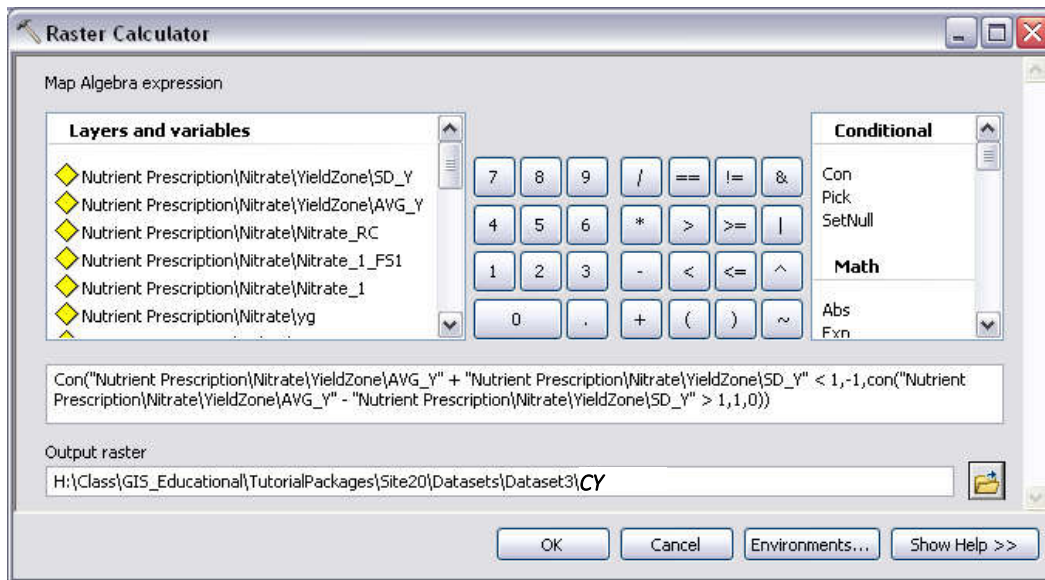 Raster Calculator
Map Algebra expression
Layers and variables
Nutrient Prescription\Nitrate\YieldZone\SD_Y
Nutrient Prescription\Nitrate\YieldZone\AVG_Y
Nutrient Prescription\Nitrate\Nitrate_RC
Nutrient Prescription\Nitrate\Nitrate_1_FS1
Nutrient Prescription\Nitrate\Nitrate_1
Nutrient Prescription\Nitrate\yg
7 8 9 / == != &
4 5 6 * > >= |
1 2 3 - < <= ^
0 . + ( ) ~
Conditional
Con
Pick
SetNull
Math
Abs
Exp
Con("Nutrient Prescription\Nitrate\YieldZone\AVG_Y" + "Nutrient Prescription\Nitrate\YieldZone\SD_Y" < 1,-1,con("Nutrient
Prescription\Nitrate\YieldZone\AVG_Y" - "Nutrient Prescription\Nitrate\YieldZone\SD_Y" > 1,1,0))
Output raster
H:\Class\GIS_Educational\TutorialPackages\Site20\Datasets\Dataset3\CY
OK Cancel Environments... Show Help >>